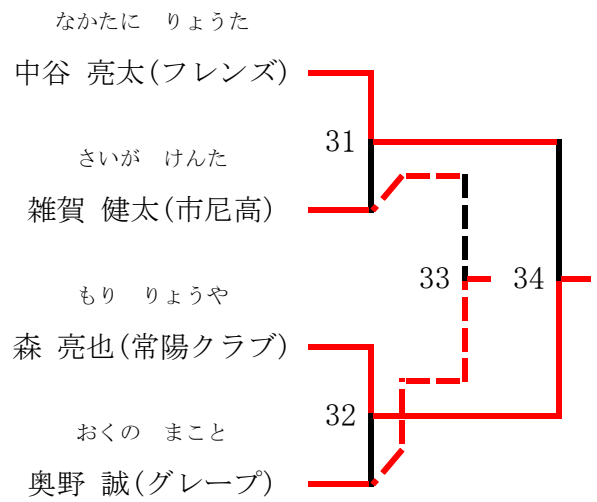 なかたに りょうた
中谷 亮太(フレンズ)
31
さいが けんた
雑賀 健太(市尼高)
33
34
もり りょうや
森 亮也(常陽クラブ)
32
おくの まこと
奥野 誠(グレープ)